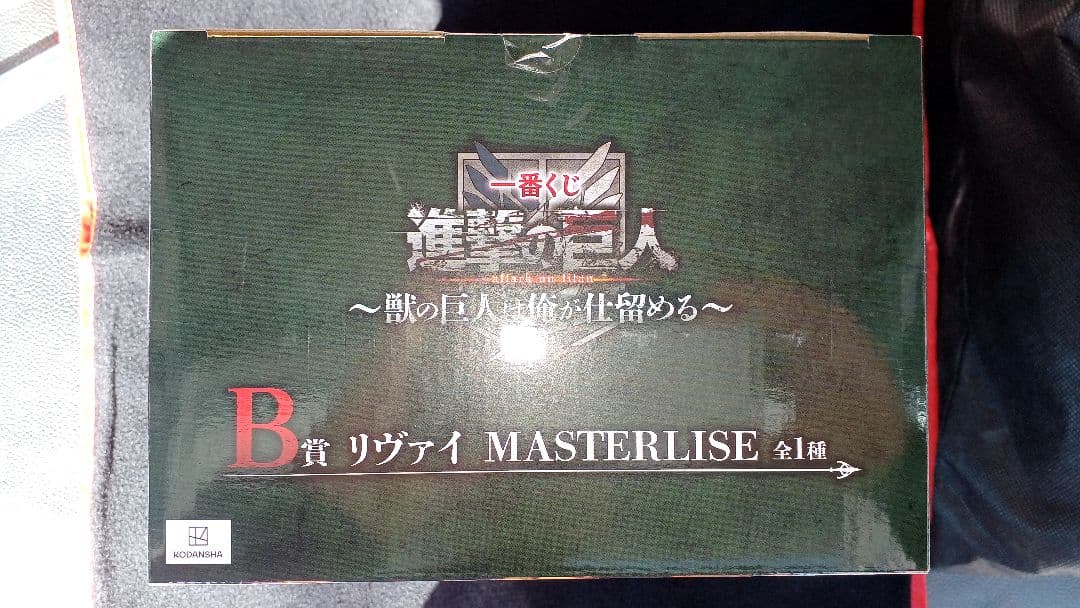 一番くじ
進撃の巨人
attack on titan
～獣の巨人は俺が仕留める～
B賞 リヴァイ MASTERLISE 全1種
KODANSHA